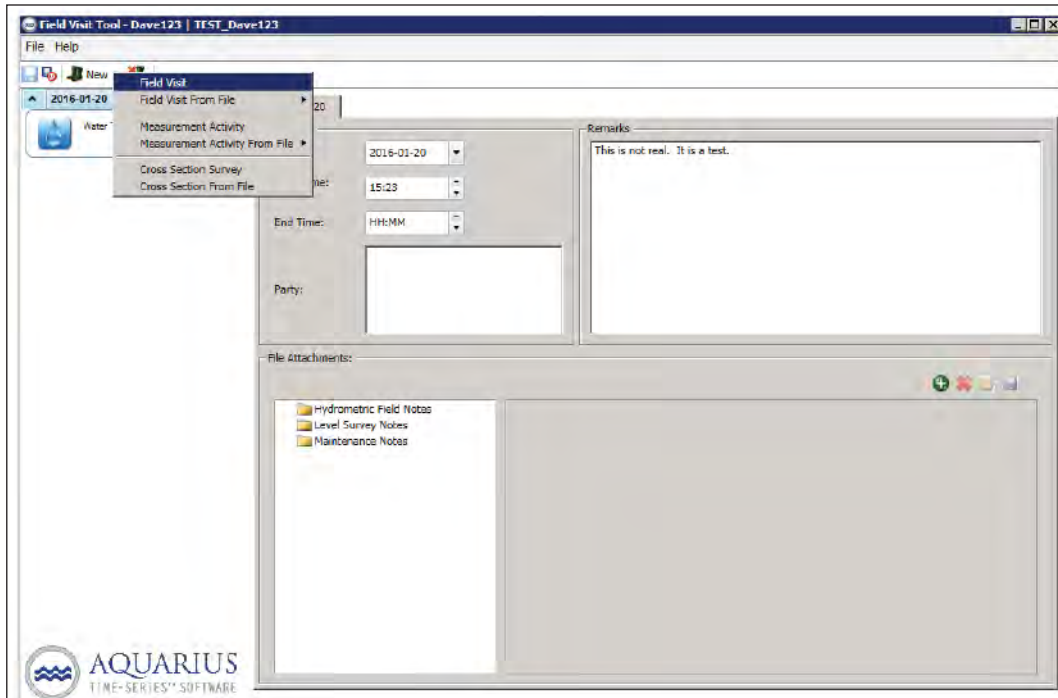 Field Visit Tool - Dave123 | TEST_Dave123
File Help
New
Field Visit
Field Visit From File
Measurement Activity
Measurement Activity From File
Cross Section Survey
Cross Section From File
2016-01-20
Water
20
2016-01-20
me:
15:23
End Time:
HH:MM
Party:
Remarks
This is not real. It is a test.
File Attachments:
Hydrometric Field Notes
Level Survey Notes
Maintenance Notes
AQUARIUS
TIME-SERIES™ SOFTWARE